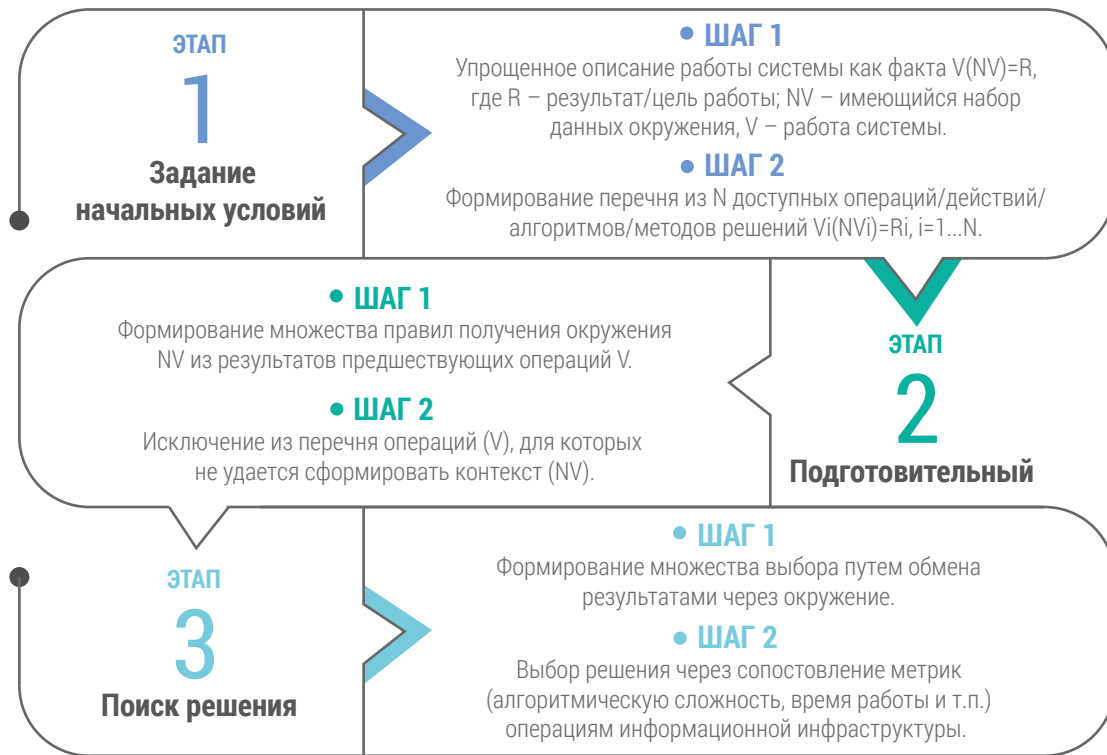 ЭТАП
1
Задание
начальных условий
• ШАГ 1
Упрощенное описание работы системы как факта V(NV)=R,
где R – результат/цель работы; NV – имеющийся набор
данных окружения, V – работа системы.
• ШАГ 2
Формирование перечня из N доступных операций/действий/
алгоритмов/методов решений Vi(NVi)=Ri, i=1...N.
ЭТАП
2
Подготовительный
• ШАГ 1
Формирование множества правил получения окружения
NV из результатов предшествующих операций V.
• ШАГ 2
Исключение из перечня операций (V), для которых
не удается сформировать контекст (NV).
ЭТАП
3
Поиск решения
• ШАГ 1
Формирование множества выбора путем обмена
результатами через окружение.
• ШАГ 2
Выбор решения через сопостовление метрик
(алгоритмическую сложность, время работы и т.п.)
операциям информационной инфраструктуры.